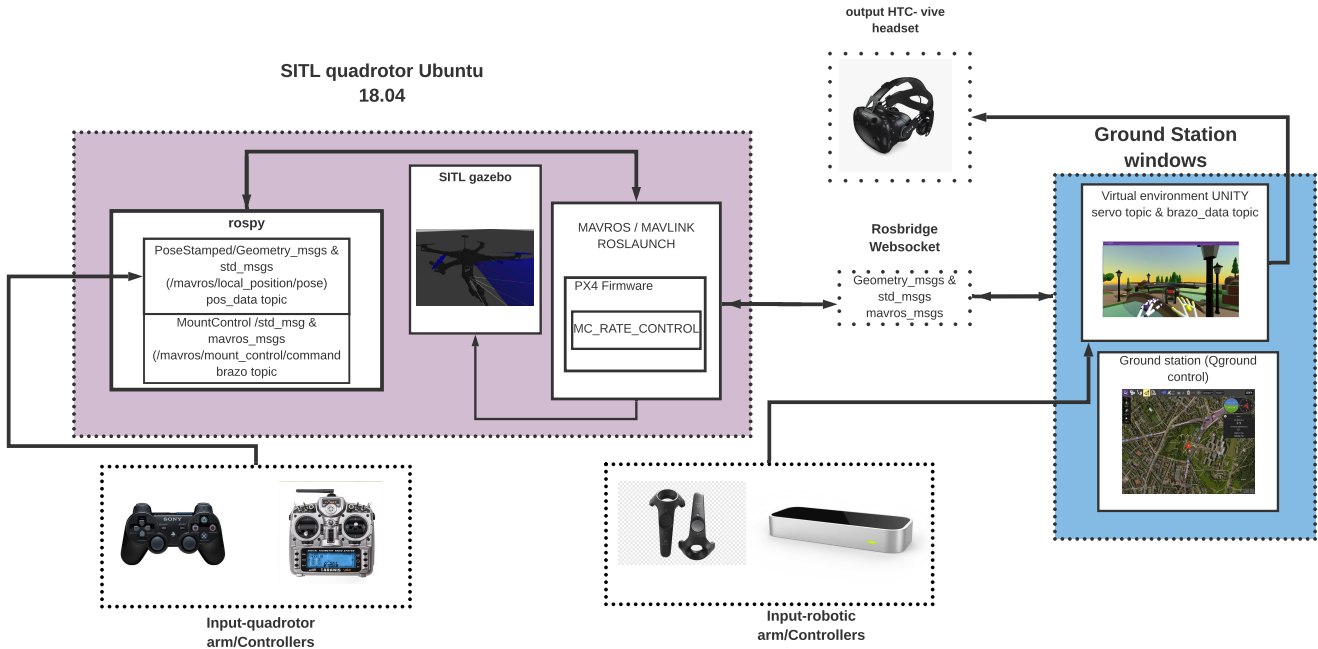 output HTC- vive
headset
SITL quadrotor Ubuntu
18.04
Ground Station
windows
SITL gazebo
rospy
PoseStamped/Geometry_msgs &
std_msgs
(/mavros/local_position/pose)
pos_data topic
MountControl /std_msg &
mavros_msgs
(/mavros/mount_control/command
brazo topic
MAVROS / MAVLINK
ROSLAUNCH
PX4 Firmware
MC_RATE_CONTROL
Rosbridge
Websocket
Geometry_msgs &
std_msgs
mavros_msgs
Virtual environment UNITY
servo topic & brazo_data topic
Ground station (Qground
control)
SONY
TARANIS
Input-quadrotor
arm/Controllers
Input-robotic
arm/Controllers